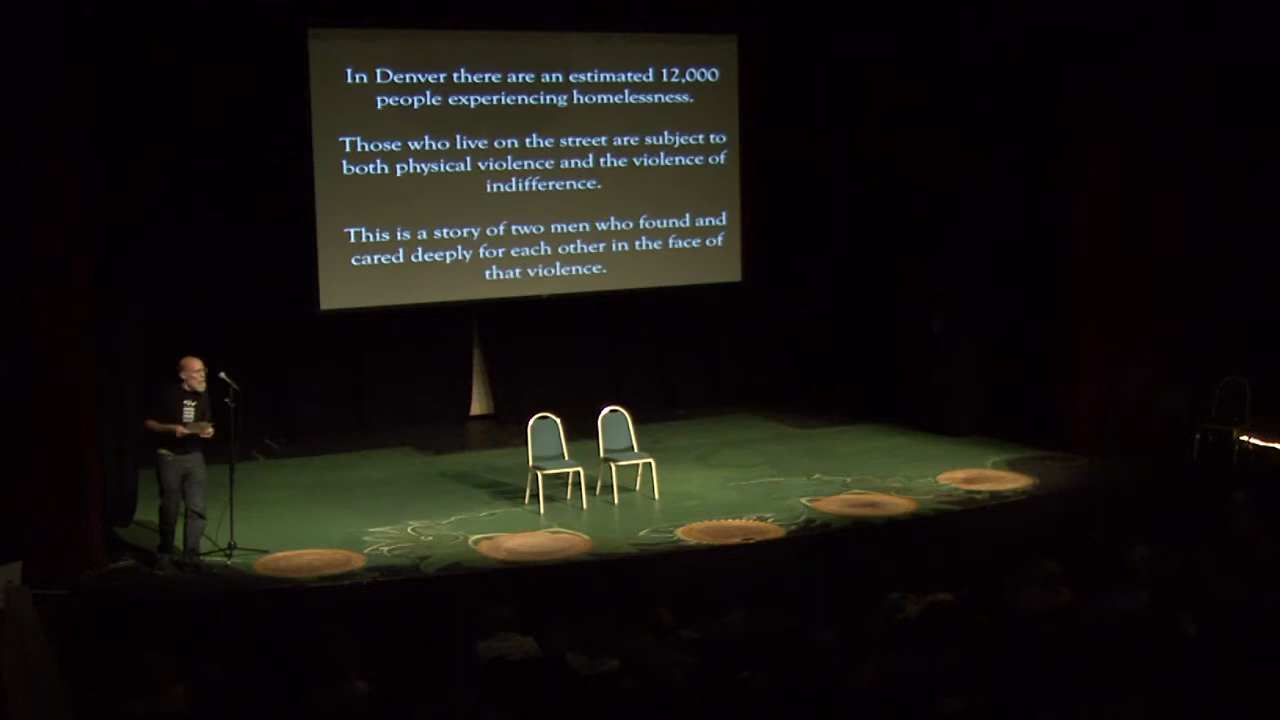 In Denver there are an estimated 12,000
people experiencing homelessness.
Those who live on the street are subject to
both physical violence and the violence of
indifference.
This is a story of two men who found and
cared deeply for each other in the face of
that violence.